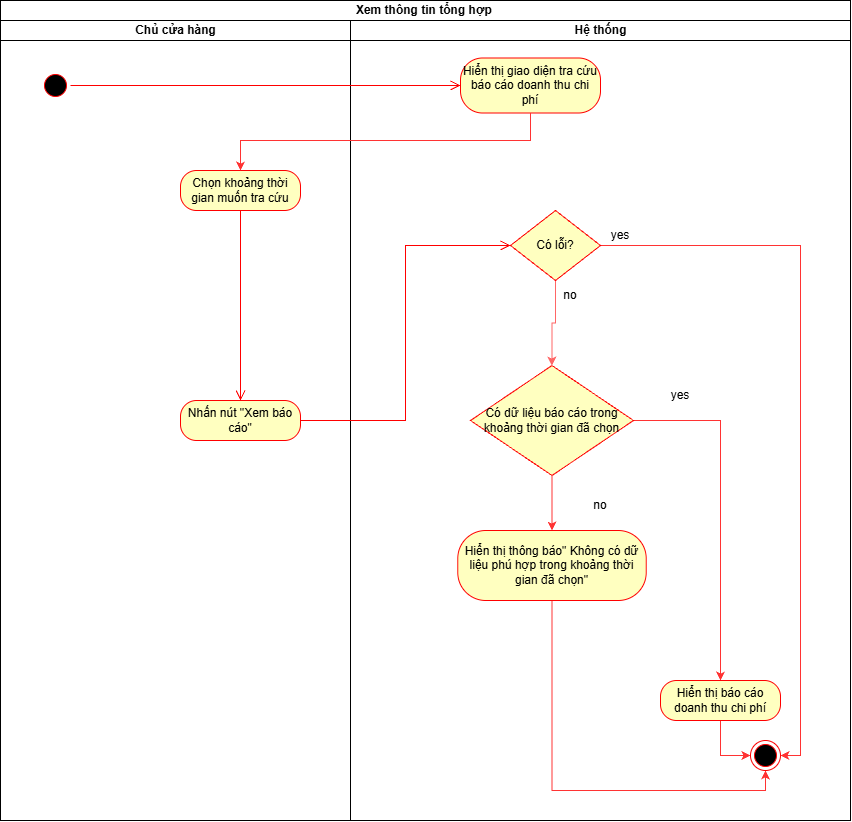 Xem thông tin tổng hợp
Chủ cửa hàng
Hệ thống
Hiển thị giao diện tra cứu
báo cáo doanh thu chi
phí
Chọn khoảng thời
gian muốn tra cứu
Có lỗi?
yes
no
Nhấn nút "Xem báo
cáo"
Có dữ liệu báo cáo trong
khoảng thời gian đã chọn
yes
no
Hiển thị thông báo" Không có dữ
liệu phú hợp trong khoảng thời
gian đã chọn"
Hiển thị báo cáo
doanh thu chi phí